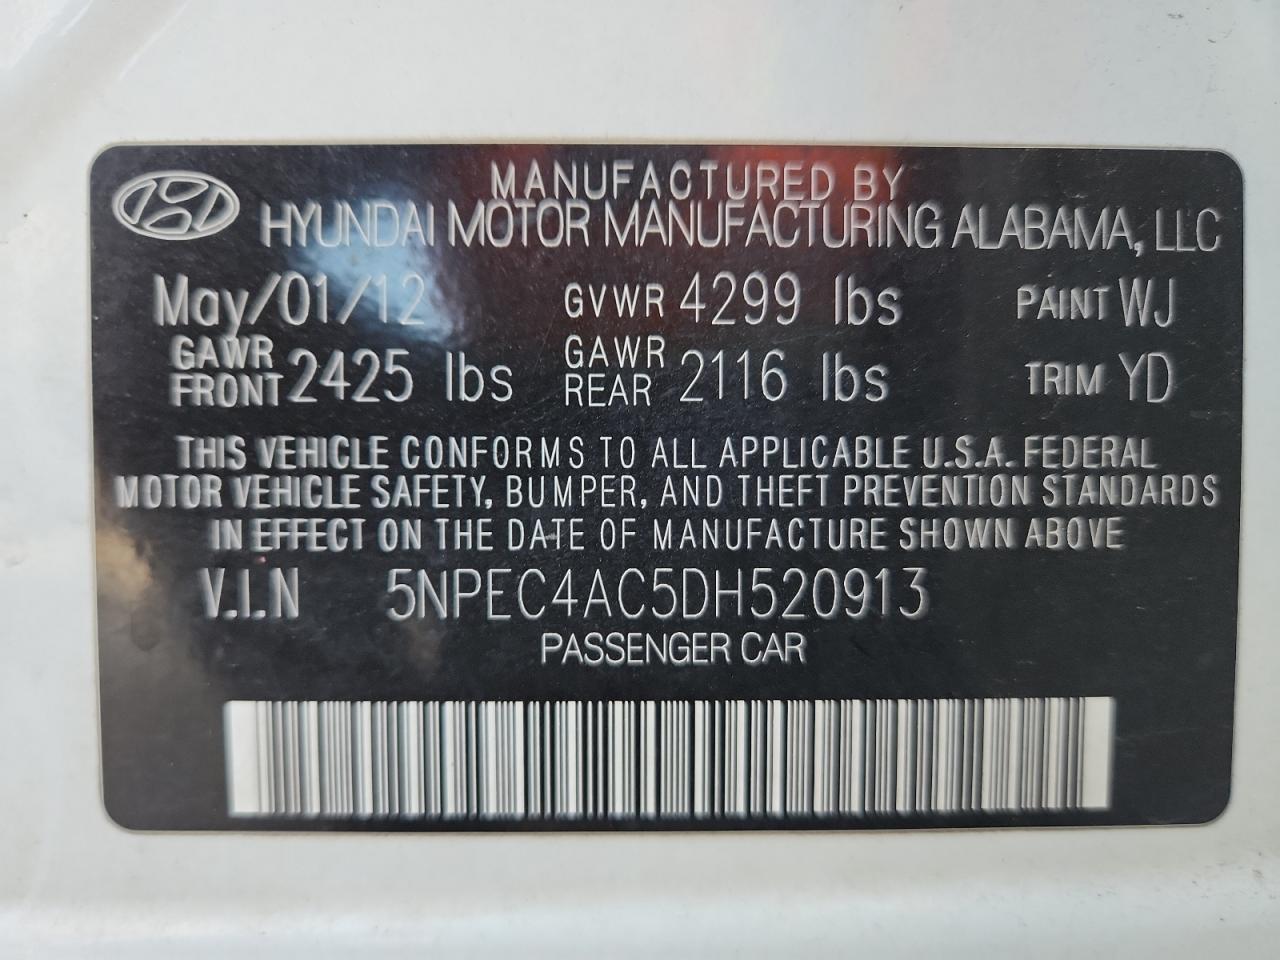 MANUFACTURED BY
HYUNDAI MOTOR MANUFACTURING ALABAMA, LLC
May/01/12 GVWR 4299 lbs PAINT WJ
GAWR FRONT 2425 lbs GAWR REAR 2116 lbs TRIM YD
THIS VEHICLE CONFORMS TO ALL APPLICABLE U.S.A. FEDERAL
MOTOR VEHICLE SAFETY, BUMPER, AND THEFT PREVENTION STANDARDS
IN EFFECT ON THE DATE OF MANUFACTURE SHOWN ABOVE
V.I.N 5NPEC4AC5DH520913
PASSENGER CAR